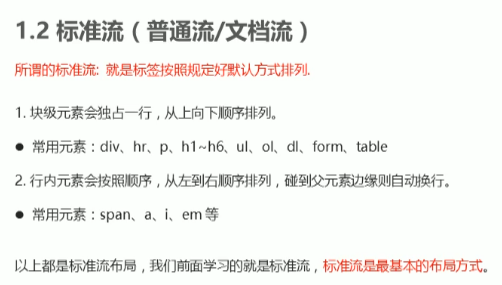 1.2 标准流（普通流/文档流）
所谓的标准流: 就是标签按照规定好默认方式排列.
1. 块级元素会独占一行，从上向下顺序排列。
● 常用元素：div、hr、p、h1~h6、ul、ol、dl、form、table
2. 行内元素会按照顺序，从左到右顺序排列，碰到父元素边缘则自动换行。
● 常用元素：span、a、i、em 等
以上都是标准流布局，我们前面学习的就是标准流，标准流是最基本的布局方式。